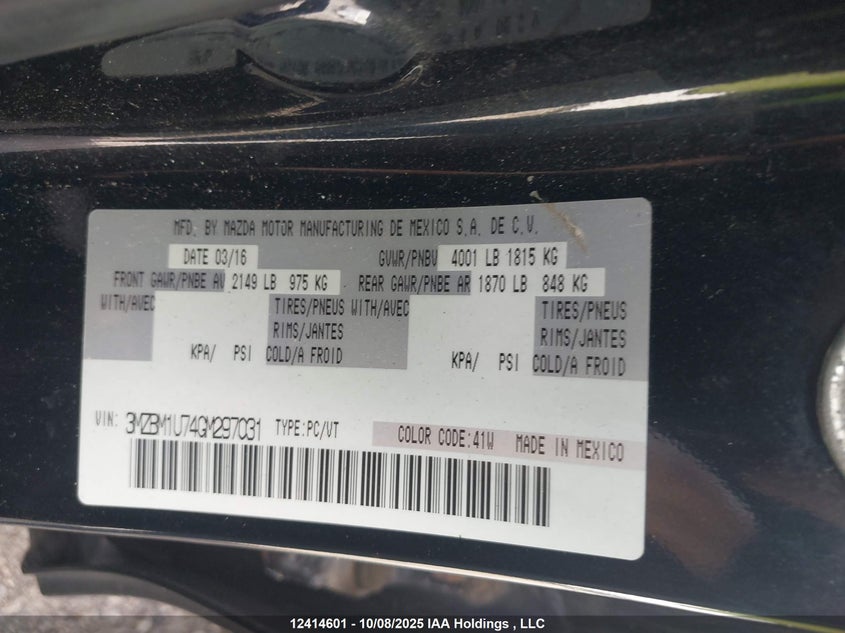 MFD. BY MAZDA MOTOR MANUFACTURING DE MEXICO S.A. DE C.V.
DATE 03/16 GVWR/PNBV 4001 LB 1815 KG
FRONT GAWR/PNBE AV 2149 LB 975 KG REAR GAWR/PNBE AR 1870 LB 848 KG
WITH/AVEC TIRES/PNEUS WITH/AVEC TIRES/PNEUS
RIMS/JANTES RIMS/JANTES
KPA/ PSI COLD/A FROID KPA/ PSI COLD/A FROID
VIN: 3MZBM1U74GM297031 TYPE:PC/VT COLOR CODE:41W MADE IN MEXICO
12414601 - 10/08/2025 IAA Holdings , LLC